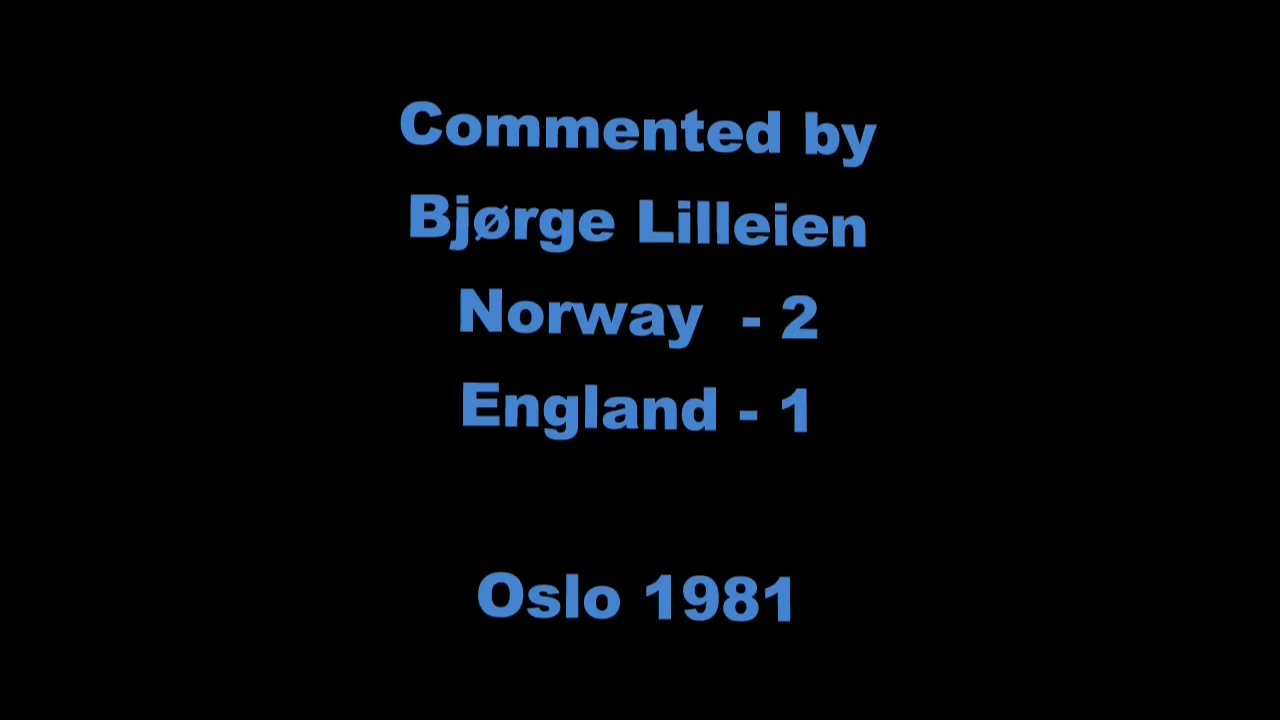 Commented by
Bjørge Lilleien
Norway - 2
England - 1
Oslo 1981